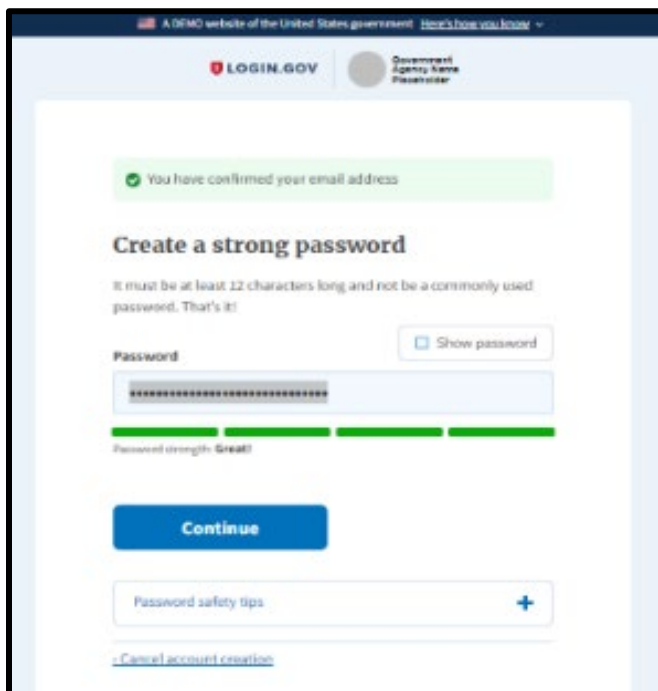 A DEMO website of the United States government Here's how you know
LOGIN.GOV
Government
Agency Name
Placeholder
You have confirmed your email address
Create a strong password
It must be at least 12 characters long and not be a commonly used
password. That's it!
Show password
Password
Password strength: Great!
Continue
Password safety tips
‹ Cancel account creation